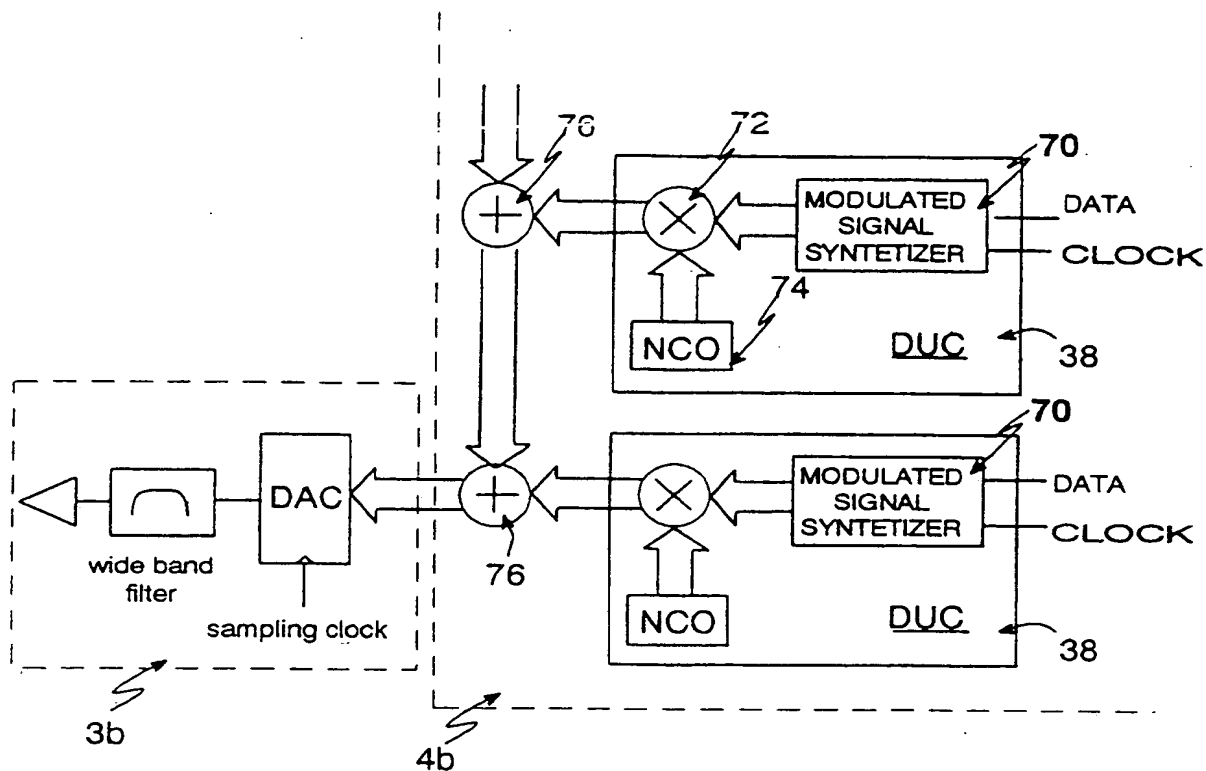 76
72
70
MODULATED
SIGNAL
SYNTETIZER
DATA
CLOCK
74
NCO
DUC
38
70
MODULATED
SIGNAL
SYNTETIZER
DATA
CLOCK
DAC
76
wide band
filter
NCO
DUC
38
sampling clock
3b
4b